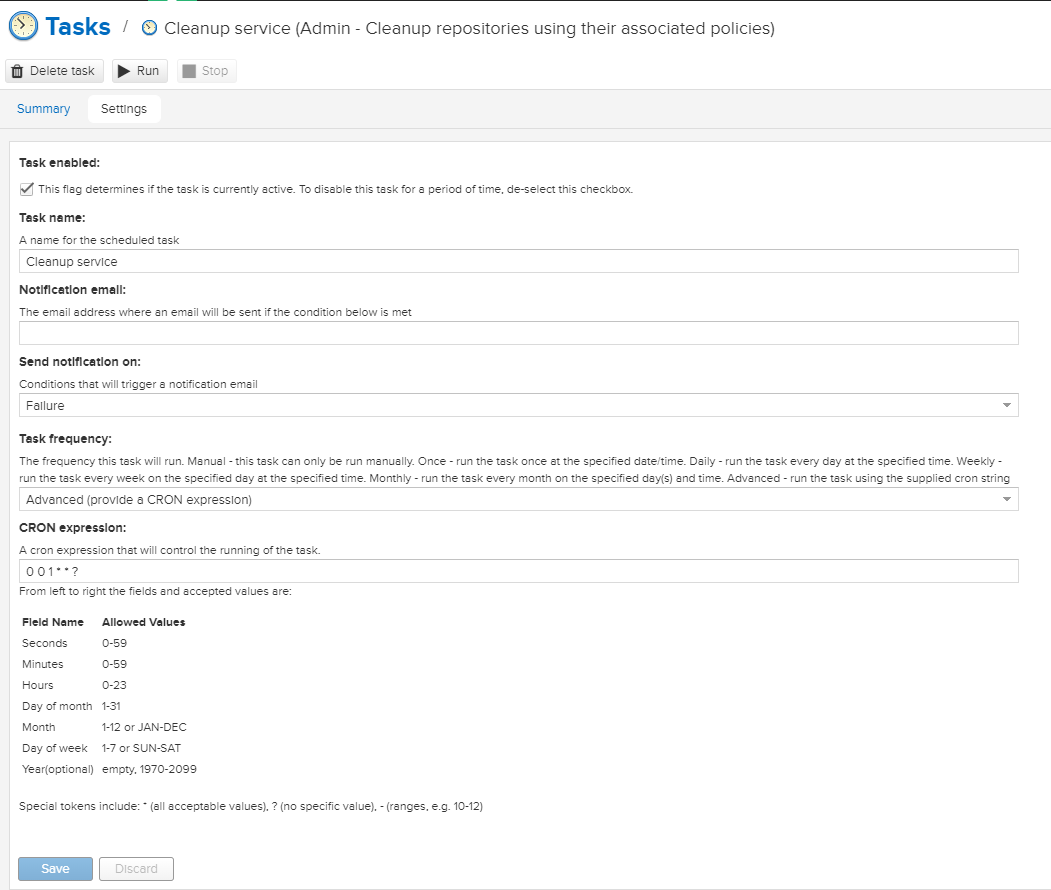 Tasks / Cleanup service (Admin - Cleanup repositories using their associated policies)
Delete task Run Stop
Summary Settings
Task enabled:
This flag determines if the task is currently active. To disable this task for a period of time, de-select this checkbox.
Task name:
A name for the scheduled task
Cleanup service
Notification email:
The email address where an email will be sent if the condition below is met
Send notification on:
Conditions that will trigger a notification email
Failure
Task frequency:
The frequency this task will run. Manual - this task can only be run manually. Once - run the task once at the specified date/time. Daily - run the task every day at the specified time. Weekly -
run the task every week on the specified day at the specified time. Monthly - run the task every month on the specified day(s) and time. Advanced - run the task using the supplied cron string
Advanced (provide a CRON expression)
CRON expression:
A cron expression that will control the running of the task.
0 0 1 * * ?
From left to right the fields and accepted values are:
Field Name Allowed Values
Seconds 0-59
Minutes 0-59
Hours 0-23
Day of month 1-31
Month 1-12 or JAN-DEC
Day of week 1-7 or SUN-SAT
Year(optional) empty, 1970-2099
Special tokens include: * (all acceptable values), ? (no specific value), - (ranges, e.g. 10-12)
Save Discard